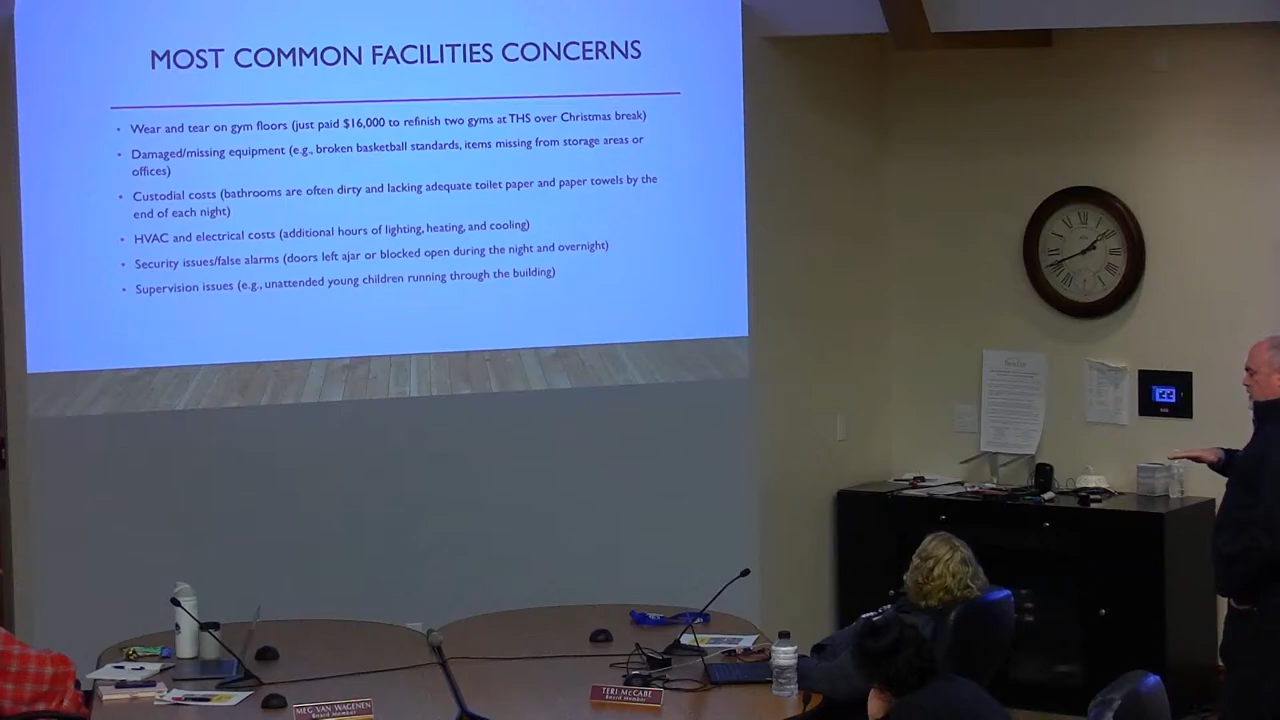 MOST COMMON FACILITIES CONCERNS
• Wear and tear on gym floors (just paid $16,000 to refinish two gyms at THS over Christmas break)
• Damaged/missing equipment (e.g., broken basketball standards, items missing from storage areas or
offices)
• Custodial costs (bathrooms are often dirty and lacking adequate toilet paper and paper towels by the
end of each night)
• HVAC and electrical costs (additional hours of lighting, heating, and cooling)
• Security issues/false alarms (doors left ajar or blocked open during the night and overnight)
• Supervision issues (e.g., unattended young children running through the building)
MEG VAN WAGENEN
Board Member
TERI McCABE
Board Member